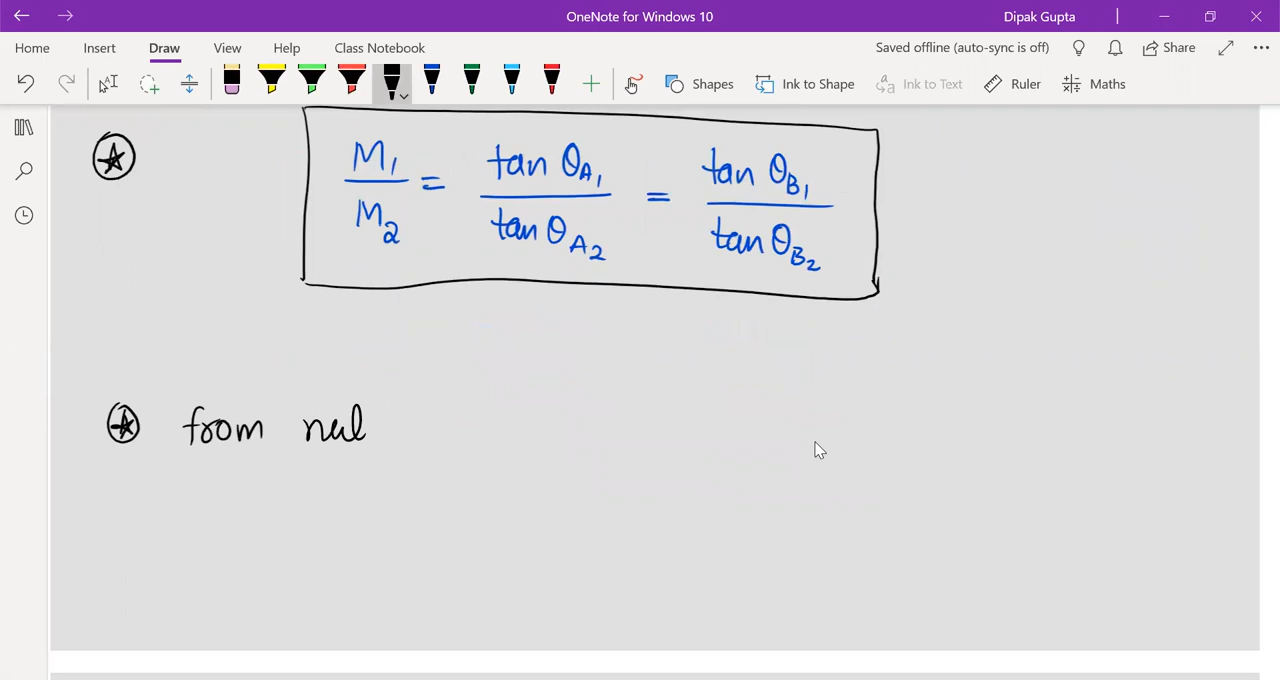 OneNote for Windows 10
Dipak Gupta
Home Insert Draw View Help Class Notebook
Saved offline (auto-sync is off) Share
Shapes Ink to Shape Ink to Text Ruler Maths
M₁/M₂ = tan θA₁/tan θA₂ = tan θB₁/tan θB₂
from nul